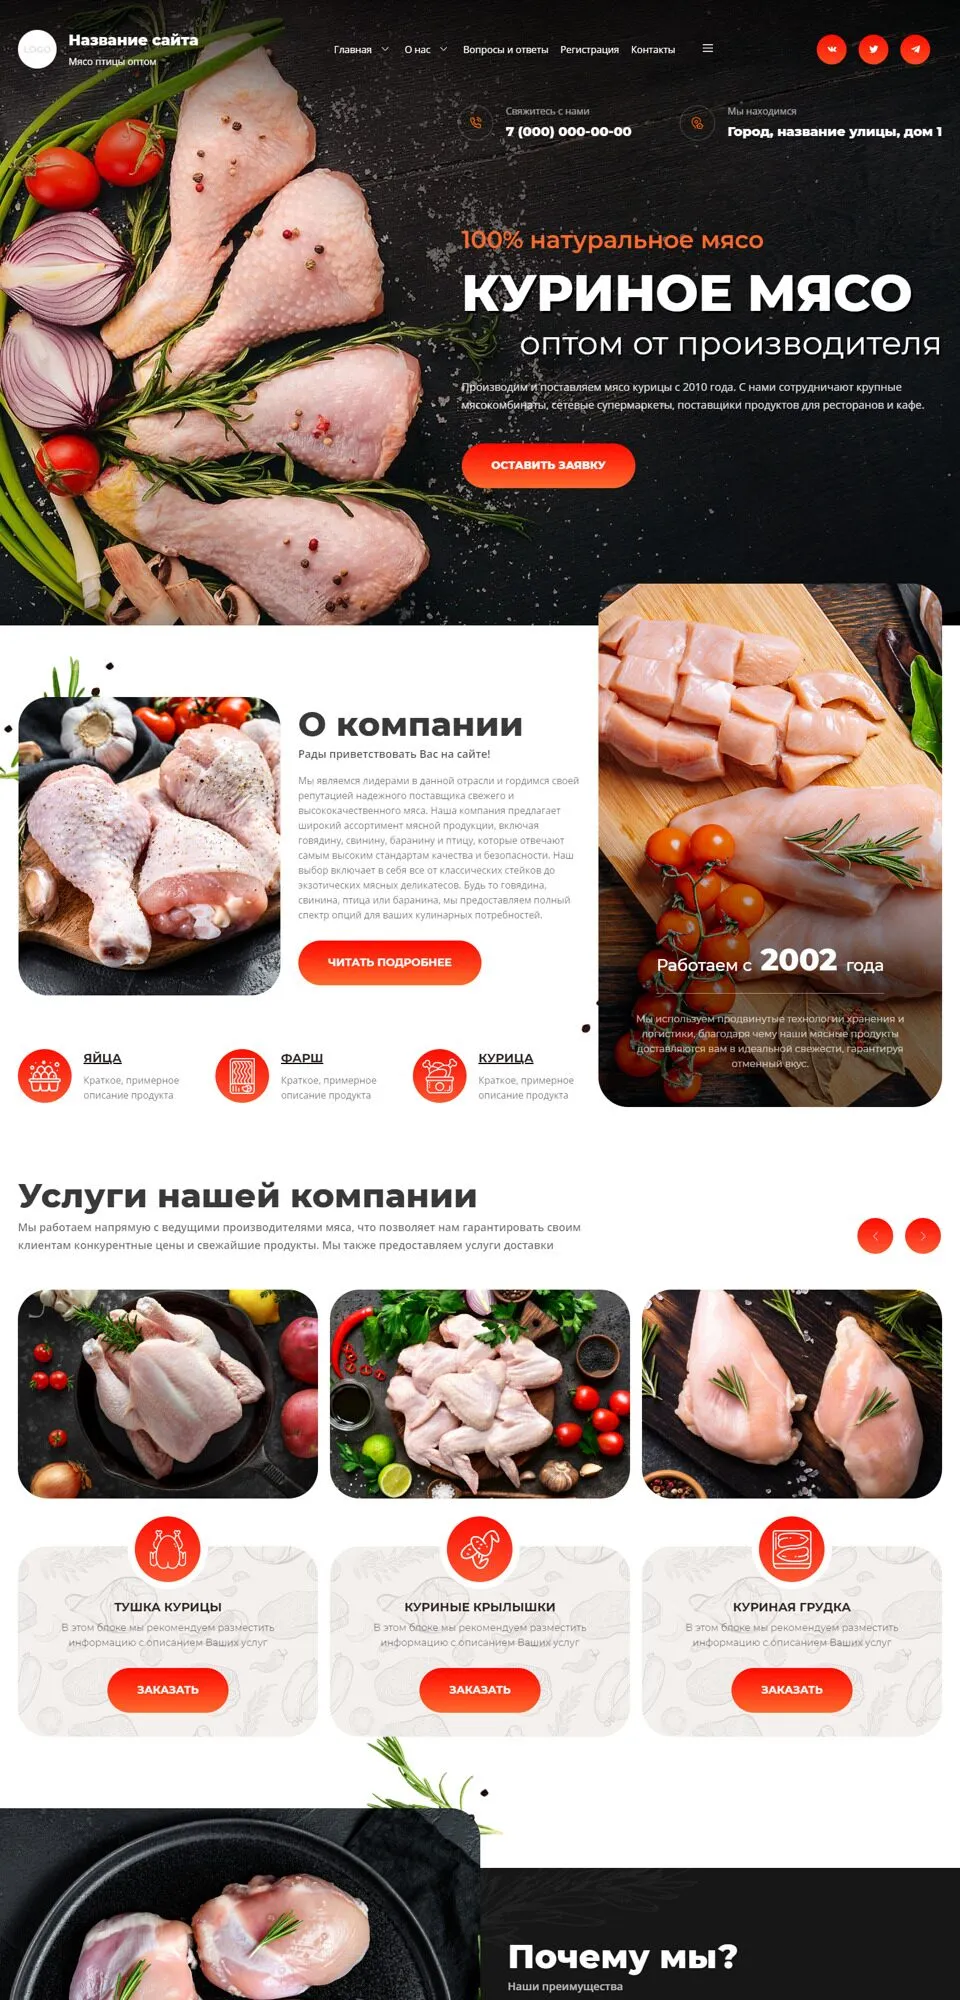 LOGO
Название сайта
Мясо птицы оптом
Главная
О нас
Вопросы и ответы
Регистрация
Контакты
Свяжитесь с нами
7 (000) 000-00-00
Мы находимся
Город, название улицы, дом 1
100% натуральное мясо
КУРИНОЕ МЯСО
оптом от производителя
Производим и поставляем мясо курицы с 2010 года. С нами сотрудничают крупные
мясокомбинаты, сетевые супермаркеты, поставщики продуктов для ресторанов и кафе.
ОСТАВИТЬ ЗАЯВКУ
О компании
Рады приветствовать Вас на сайте!
Мы являемся лидерами в данной отрасли и гордимся своей
репутацией надежного поставщика свежего и
высококачественного мяса. Наша компания предлагает
широкий ассортимент мясной продукции, включая
говядину, свинину, баранину и птицу, которые отвечают
самым высоким стандартам качества и безопасности. Наш
выбор включает в себя все от классических стейков до
экзотических мясных деликатесов. Будь то говядина,
свинина, птица или баранина, мы предоставляем полный
спектр опций для ваших кулинарных потребностей.
ЧИТАТЬ ПОДРОБНЕЕ
Работаем с 2002 года
Мы используем продвинутые технологии хранения и
логистики, благодаря чему наши мясные продукты
доставляются вам в идеальной свежести, гарантируя
отменный вкус.
ЯЙЦА
Краткое, примерное
описание продукта
ФАРШ
Краткое, примерное
описание продукта
КУРИЦА
Краткое, примерное
описание продукта
Услуги нашей компании
Мы работаем напрямую с ведущими производителями мяса, что позволяет нам гарантировать своим
клиентам конкурентные цены и свежайшие продукты. Мы также предоставляем услуги доставки
ТУШКА КУРИЦЫ
В этом блоке мы рекомендуем разместить
информацию с описанием Ваших услуг
ЗАКАЗАТЬ
КУРИНЫЕ КРЫЛЫШКИ
В этом блоке мы рекомендуем разместить
информацию с описанием Ваших услуг
ЗАКАЗАТЬ
КУРИНАЯ ГРУДКА
В этом блоке мы рекомендуем разместить
информацию с описанием Ваших услуг
ЗАКАЗАТЬ
Почему мы?
Наши преимущества